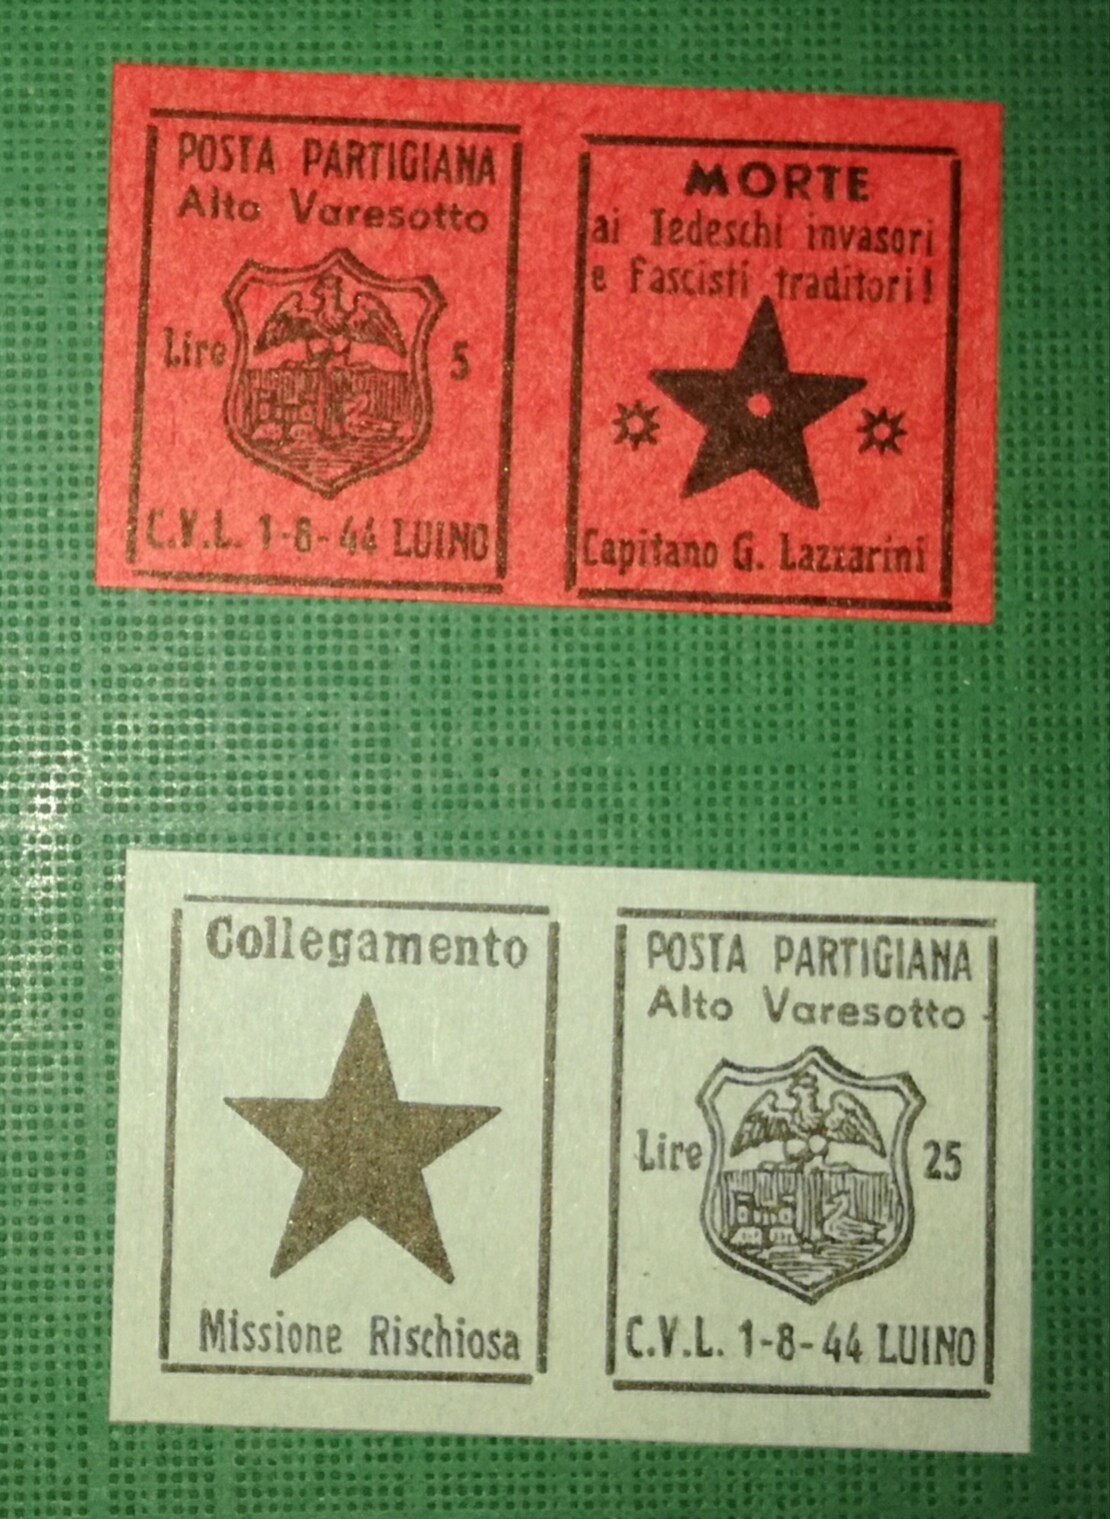 POSTA PARTIGIANA
Alto Varesotto
Lire 5
C.V.L. 1-8-44 LUINO
MORTE
ai Tedeschi invasori
e Fascisti traditori!
Capitano G. Lazzarini
Collegamento
Missione Rischiosa
POSTA PARTIGIANA
Alto Varesotto
Lire 25
C.V.L. 1-8-44 LUINO